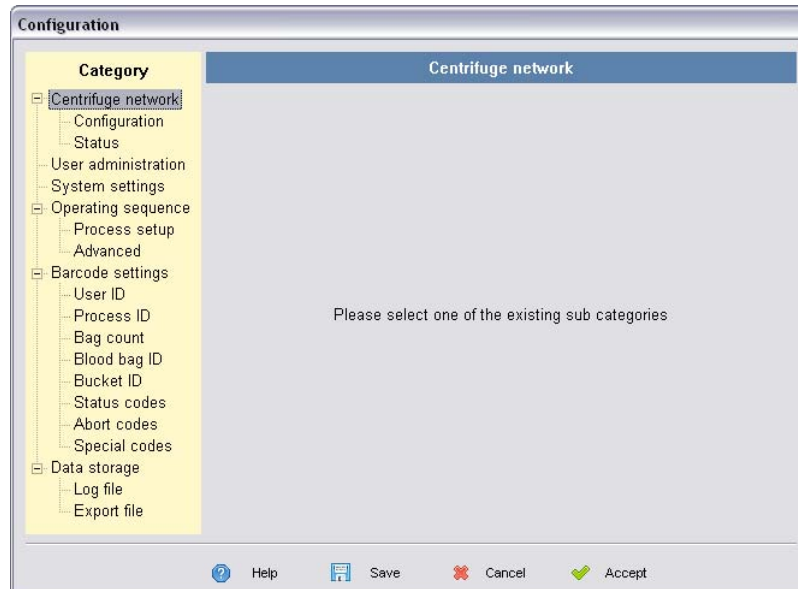 Configuration
Category
Centrifuge network
Configuration
Status
User administration
System settings
Operating sequence
Process setup
Advanced
Barcode settings
User ID
Process ID
Bag count
Blood bag ID
Bucket ID
Status codes
Abort codes
Special codes
Data storage
Log file
Export file
Centrifuge network
Please select one of the existing sub categories
Help Save Cancel Accept